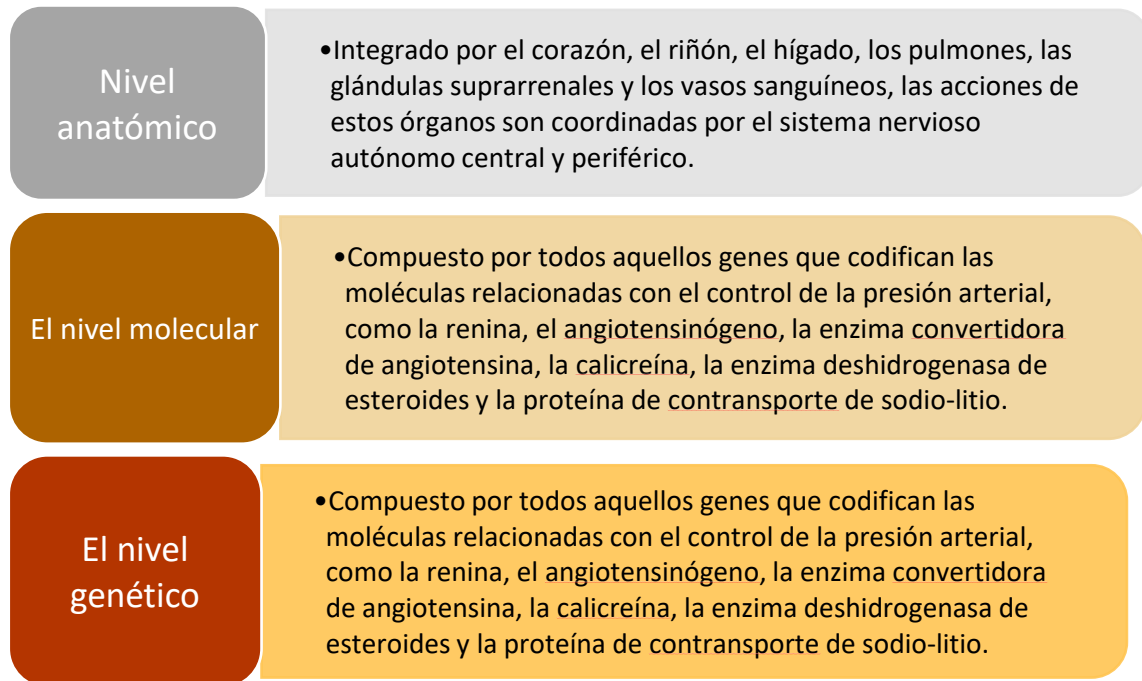 Nivel
anatómico
•Integrado por el corazón, el riñón, el hígado, los pulmones, las
glándulas suprarrenales y los vasos sanguíneos, las acciones de
estos órganos son coordinadas por el sistema nervioso
autónomo central y periférico.
El nivel molecular
•Compuesto por todos aquellos genes que codifican las
moléculas relacionadas con el control de la presión arterial,
como la renina, el angiotensinógeno, la enzima convertidora
de angiotensina, la calicreína, la enzima deshidrogenasa de
esteroides y la proteína de contransporte de sodio-litio.
El nivel
genético
•Compuesto por todos aquellos genes que codifican las
moléculas relacionadas con el control de la presión arterial,
como la renina, el angiotensinógeno, la enzima convertidora
de angiotensina, la calicreína, la enzima deshidrogenasa de
esteroides y la proteína de contransporte de sodio-litio.